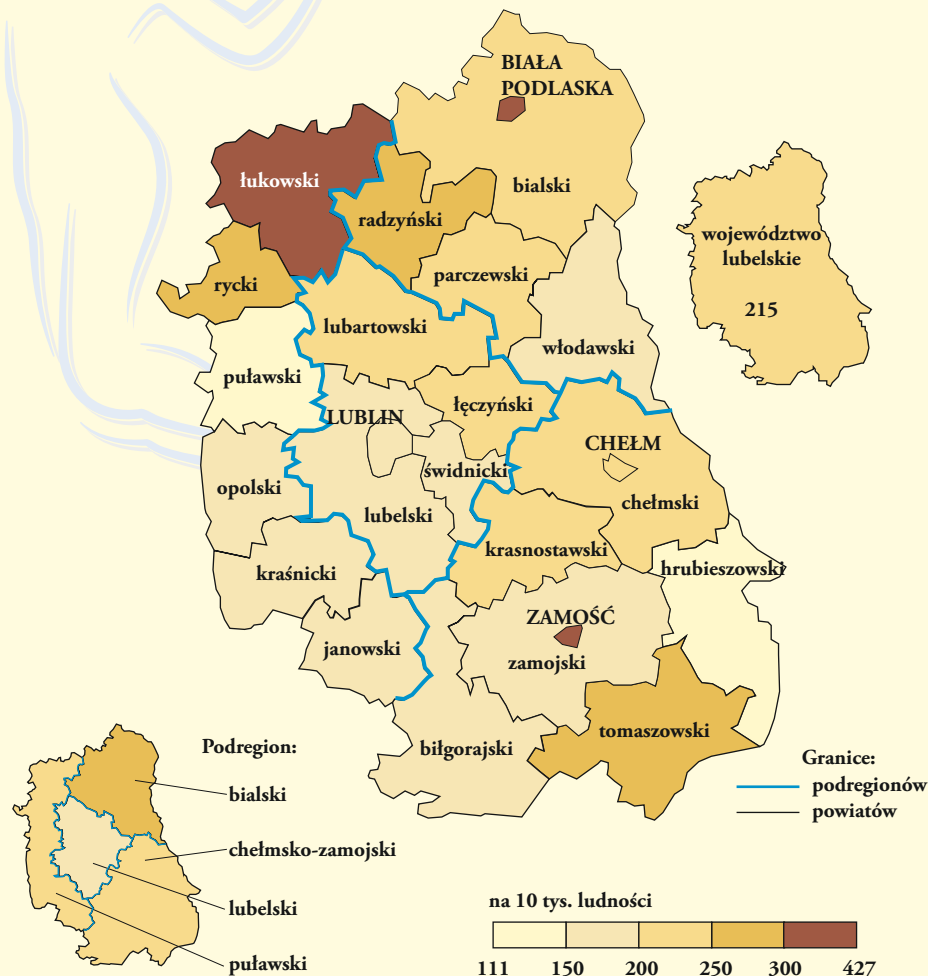 BIAŁA
PODLASKA
łukowski
bialski
radzyński
województwo
lubelskie
215
rycki
parczewski
lubartowski
włodawski
puławski
łęczyński
LUBLIN
CHEŁM
świdnicki
opolski
chełmski
lubelski
krasnostawski
hrubieszowski
kraśnicki
ZAMOŚĆ
janowski
zamojski
tomaszowski
biłgorajski
Podregion:
bialski
chełmsko-zamojski
lubelski
puławski
Granice:
podregionów
powiatów
na 10 tys. ludności
111 150 200 250 300 427